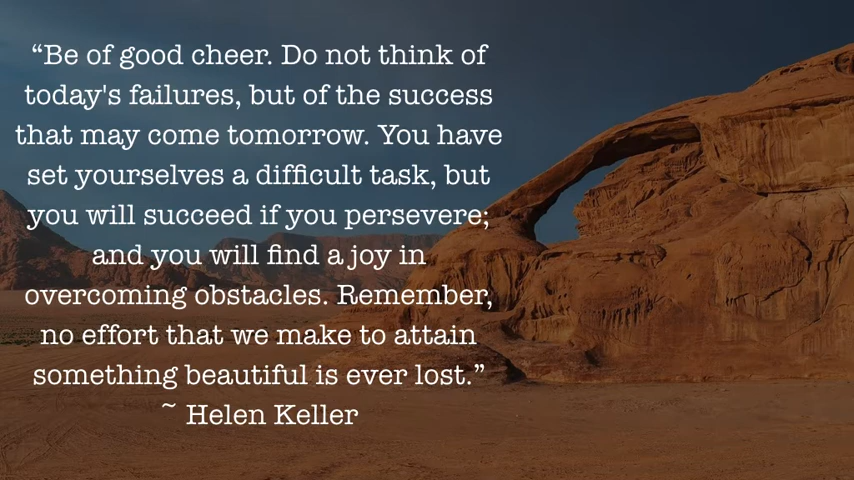 “Be of good cheer. Do not think of
today's failures, but of the success
that may come tomorrow. You have
set yourselves a difficult task, but
you will succeed if you persevere;
and you will find a joy in
overcoming obstacles. Remember,
no effort that we make to attain
something beautiful is ever lost.”
~ Helen Keller